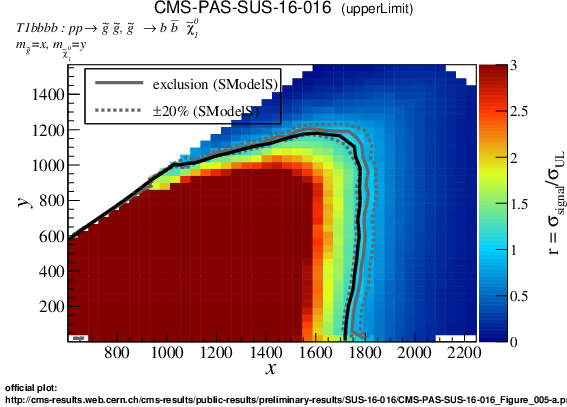 CMS-PAS-SUS-16-016 (upperLimit)
T1bbbb : pp→ g̃ g̃, g̃ → b b̅ χ̃₁⁰
m_g̃=x, m_χ̃₁⁰=y
exclusion (SModelS)
±20% (SModelS)
1400
1200
1000
800
600
400
200
y
800 1000 1200 1400 1600 1800 2000 2200
x
3
2.5
2
1.5
1
0.5
0
r = σ_signal/σ_UL
official plot:
http://cms-results.web.cern.ch/cms-results/public-results/preliminary-results/SUS-16-016/CMS-PAS-SUS-16-016_Figure_005-a.p